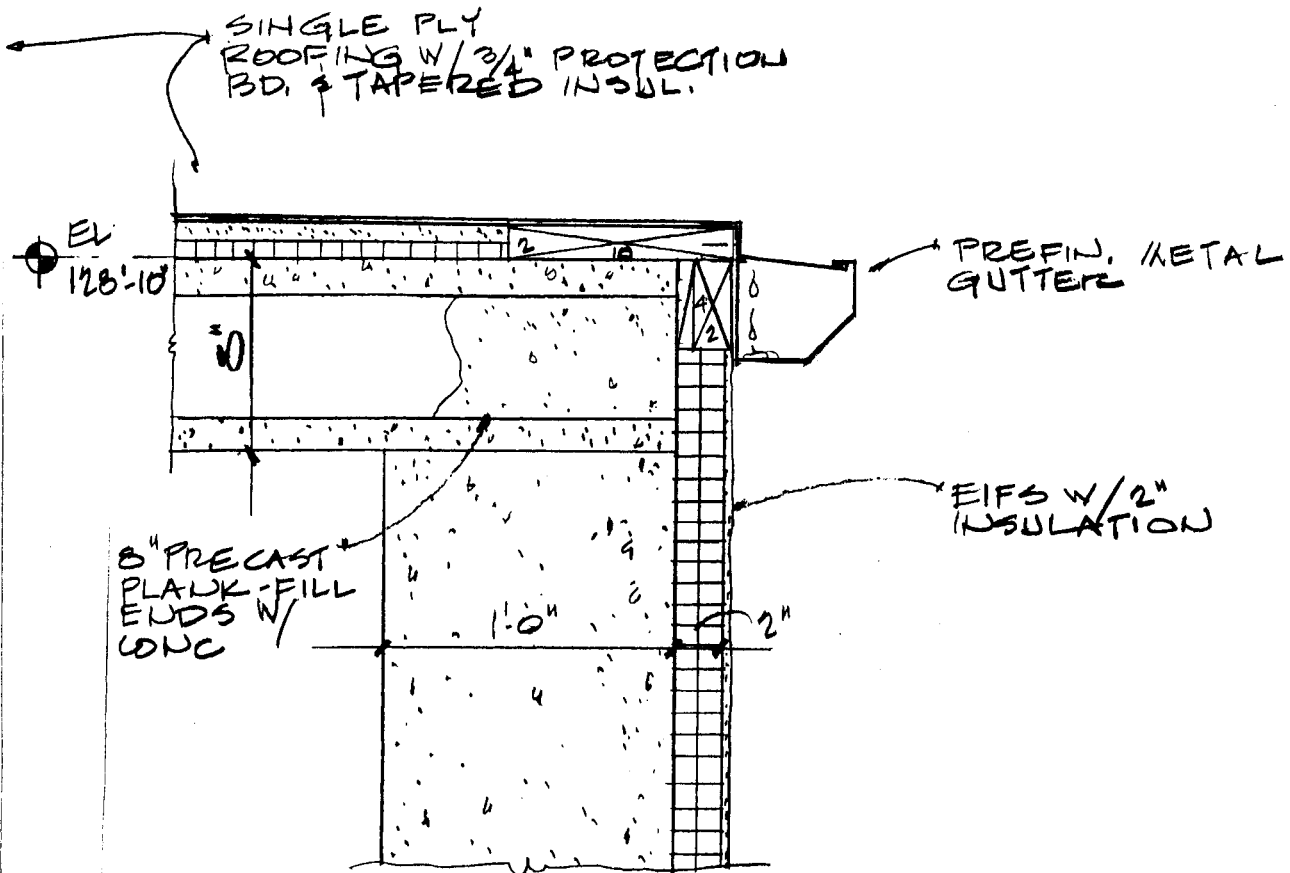 SINGLE PLY
ROOFING W/ 3/4" PROTECTION
BD. & TAPERED INSUL.
EL
128'-10"
2
10
PREFIN. METAL
GUTTER
4
2
EIFS W/2"
INSULATION
8" PRECAST
PLANK-FILL
ENDS W/
CONC
1'-0"
2"